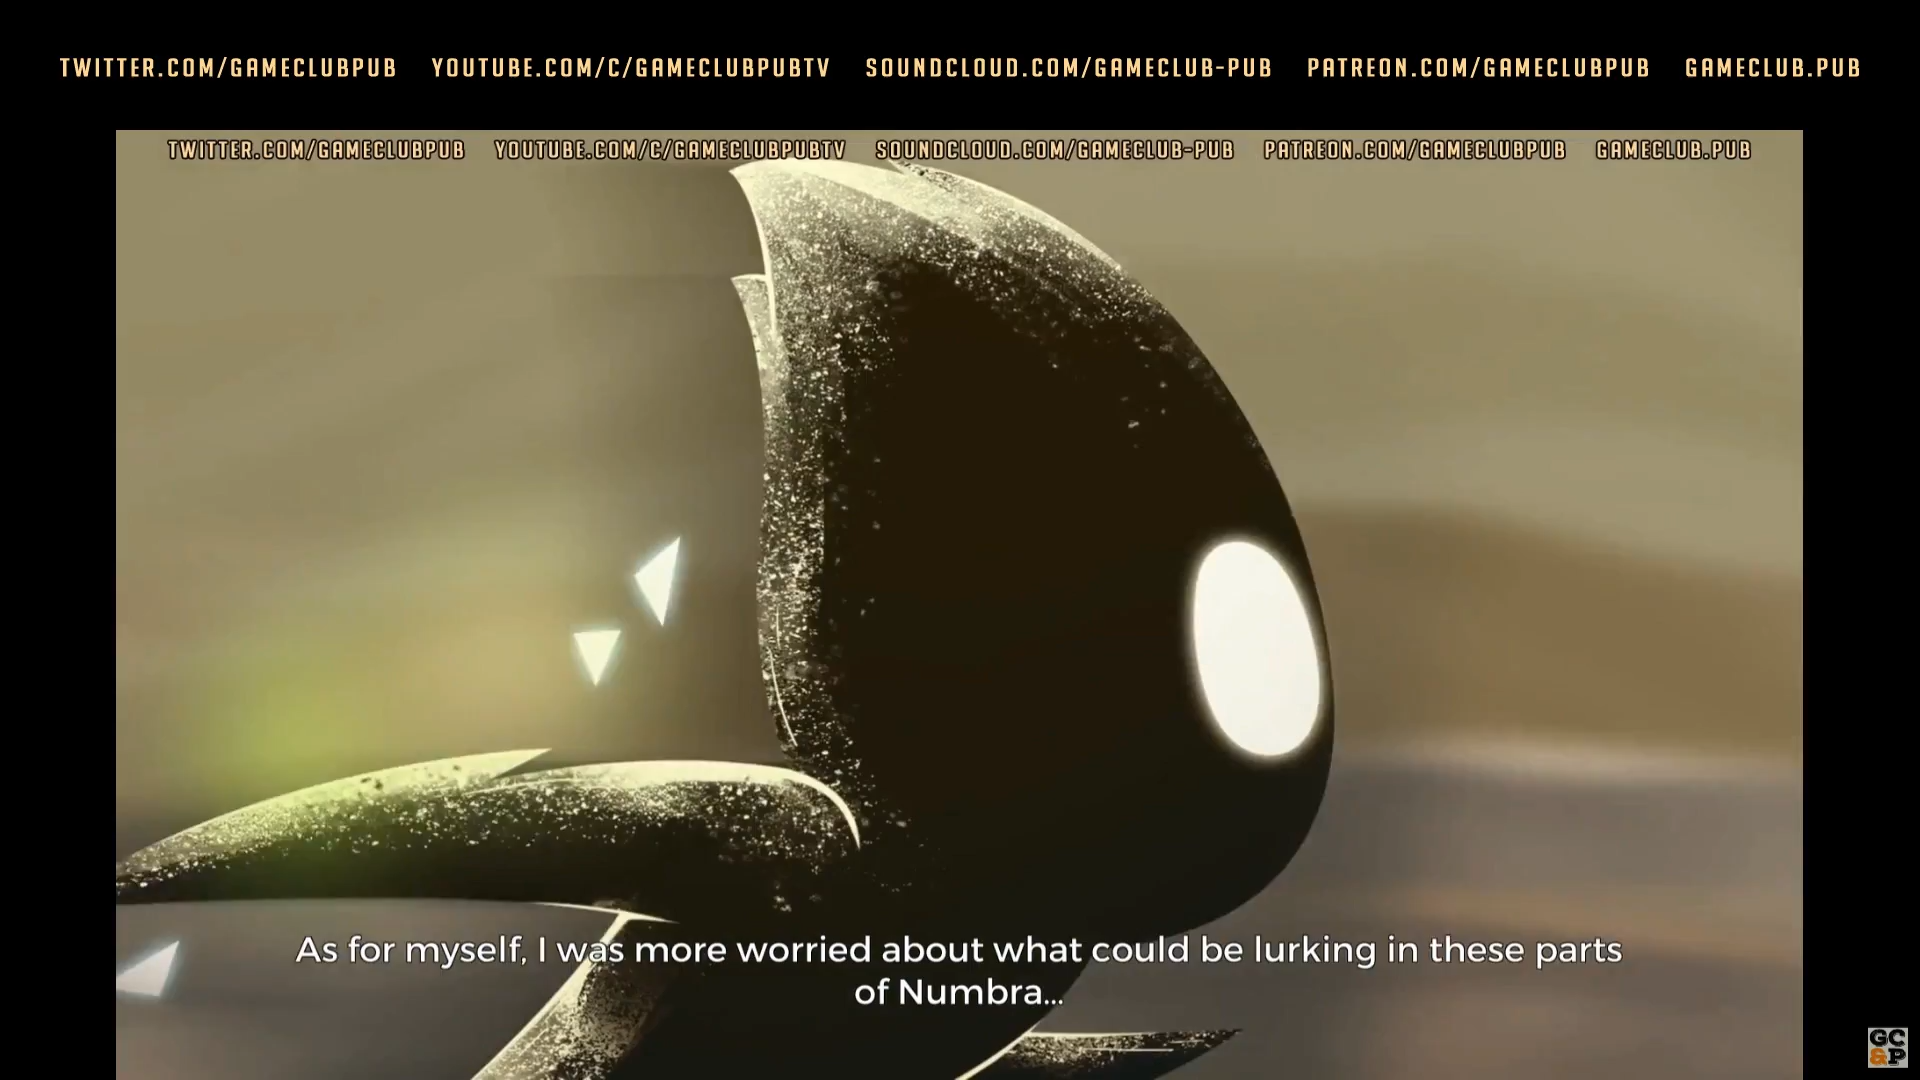 TWITTER.COM/GAMECLUBPUB YOUTUBE.COM/C/GAMECLUBPUBTV SOUNDCLOUD.COM/GAMECLUB-PUB PATREON.COM/GAMECLUBPUB GAMECLUB.PUB
TWITTER.COM/GAMECLUBPUB YOUTUBE.COM/C/GAMECLUBPUBTV SOUNDCLOUD.COM/GAMECLUB-PUB PATREON.COM/GAMECLUBPUB GAMECLUB.PUB
As for myself, I was more worried about what could be lurking in these parts
of Numbra...
GC
&P